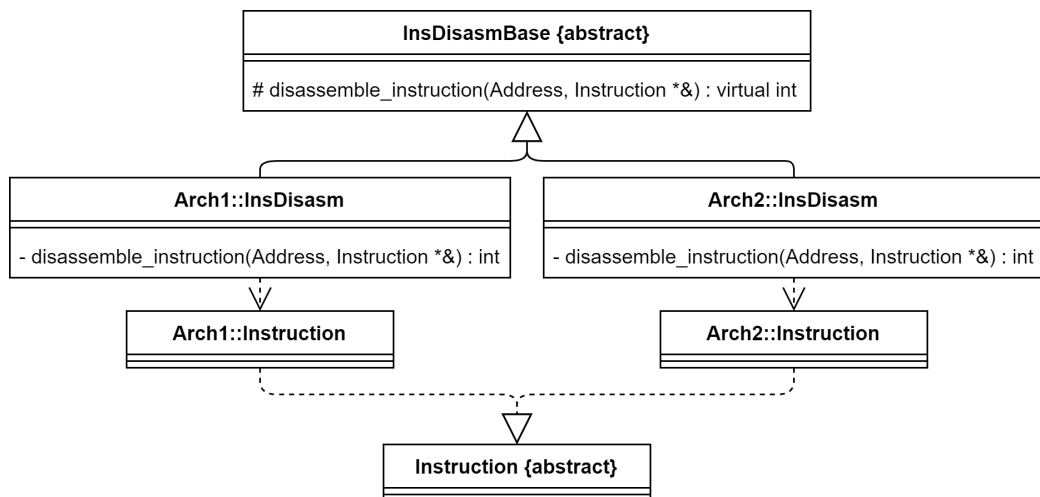 InsDisasmBase {abstract}
# disassemble_instruction(Address, Instruction *&) : virtual int
Arch1::InsDisasm
- disassemble_instruction(Address, Instruction *&) : int
Arch2::InsDisasm
- disassemble_instruction(Address, Instruction *&) : int
Arch1::Instruction
Arch2::Instruction
Instruction {abstract}